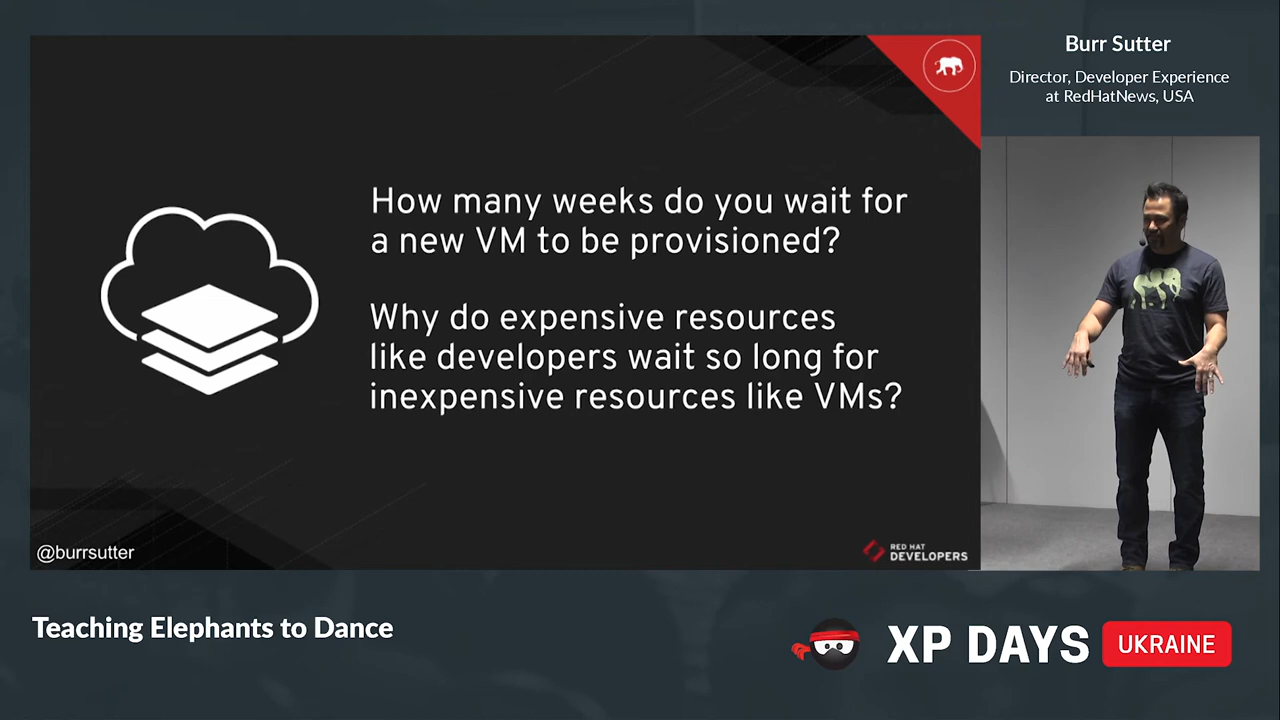 Burr Sutter
Director, Developer Experience
at RedHatNews, USA
How many weeks do you wait for
a new VM to be provisioned?
Why do expensive resources
like developers wait so long for
inexpensive resources like VMs?
@burrsutter
RED HAT
DEVELOPERS
Teaching Elephants to Dance
XP DAYS
UKRAINE